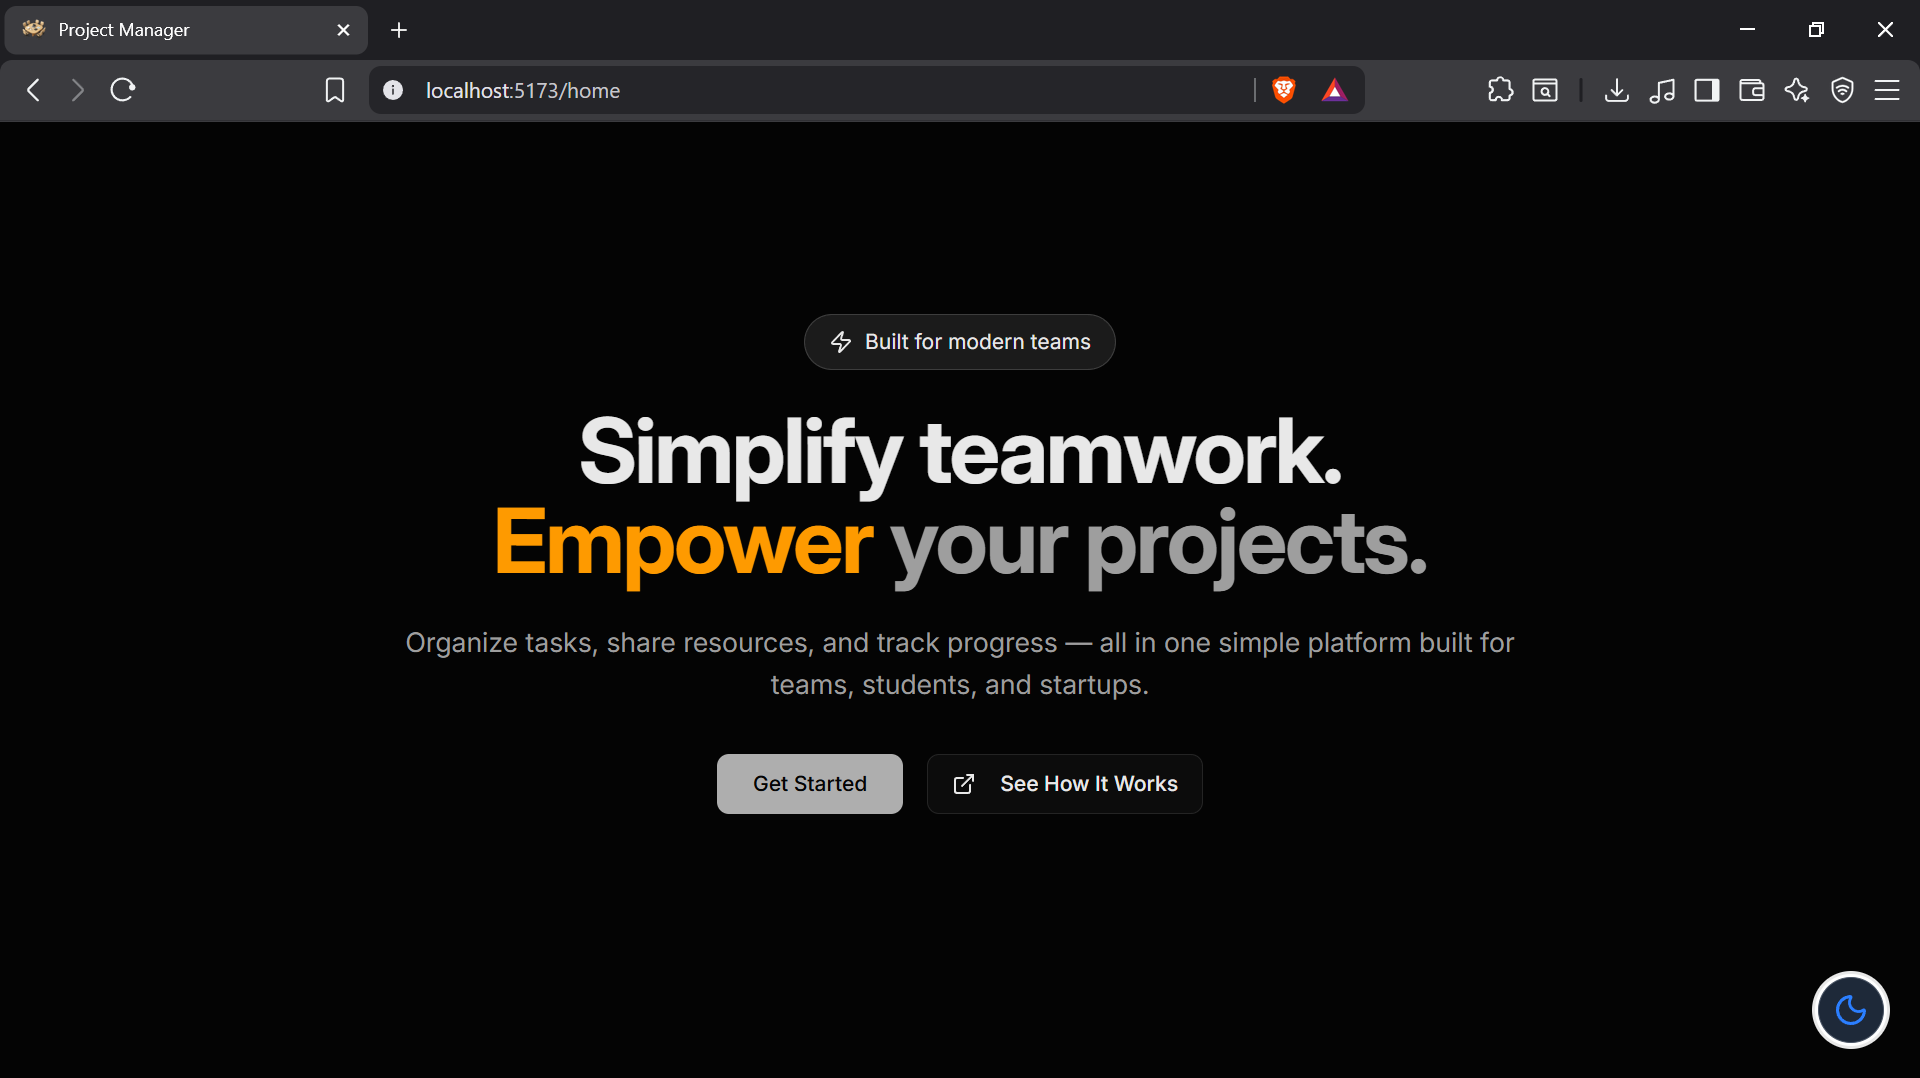 Project Manager
localhost:5173/home
Built for modern teams
Simplify teamwork.
Empower your projects.
Organize tasks, share resources, and track progress — all in one simple platform built for
teams, students, and startups.
Get Started
See How It Works